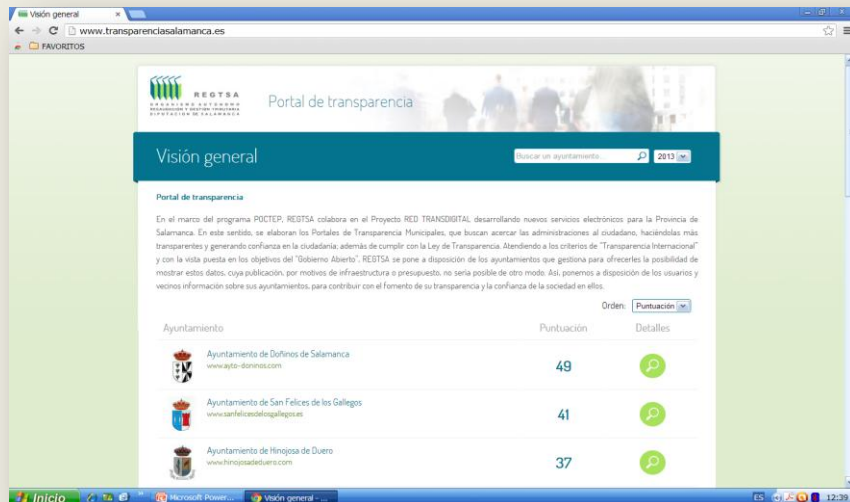 Visión general
www.transparenciasalamanca.es
FAVORITOS
REGTSA
ORGANISMO AUTONOMO
RECAUDACION Y GESTION TRIBUTARIA
DIPUTACION DE SALAMANCA
Portal de transparencia
Visión general
Buscar un ayuntamiento...
2013
Portal de transparencia
En el marco del programa POCTEP, REGTSA colabora en el Proyecto RED TRANSDIGITAL desarrollando nuevos servicios electrónicos para la Provincia de
Salamanca. En este sentido, se elaboran los Portales de Transparencia Municipales, que buscan acercar las administraciones al ciudadano, haciéndolas más
transparentes y generando confianza en la ciudadanía; además de cumplir con la Ley de Transparencia. Atendiendo a los criterios de "Transparencia Internacional"
y con la vista puesta en los objetivos del "Gobierno Abierto", REGTSA se pone a disposición de los ayuntamientos que gestiona para ofrecerles la posibilidad de
mostrar estos datos, cuya publicación, por motivos de infraestructura o presupuesto, no seria posible de otro modo. Así, ponemos a disposición de los usuarios y
vecinos información sobre sus ayuntamientos, para contribuir con el fomento de su transparencia y la confianza de la sociedad en ellos.
Orden: Puntuación
Ayuntamiento Puntuación Detalles
Ayuntamiento de Doñinos de Salamanca
www.ayto-doninos.com
49
Ayuntamiento de San Felices de los Gallegos
www.sanfelicesdelosgallegos.es
41
Ayuntamiento de Hinojosa de Duero
www.hinojosadeduero.com
37
Inicio
Microsoft Power...
Visión general - ...
ES
12:39